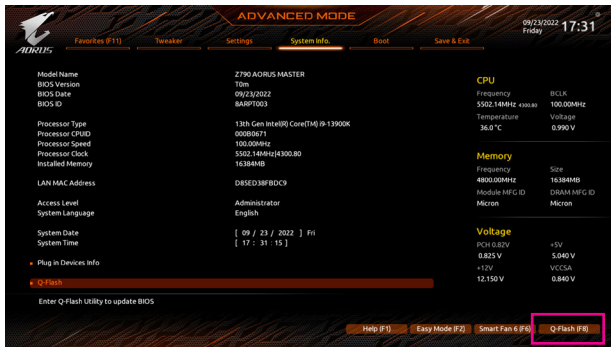 ADVANCED MODE
09/23/2022 Friday 17:31
AORUS
Favorites (F11) Tweaker Settings System Info. Boot Save & Exit
Model Name Z790 AORUS MASTER
BIOS Version T0m
BIOS Date 09/23/2022
BIOS ID 8ARPT003
Processor Type 13th Gen Intel(R) Core(TM) i9-13900K
Processor CPUID 000B0671
Processor Speed 100.00MHz
Processor Clock 5502.14MHz|4300.80
Installed Memory 16384MB
LAN MAC Address D85ED38FBDC9
Access Level Administrator
System Language English
System Date [ 09 / 23 / 2022 ] Fri
System Time [ 17 : 31 : 15 ]
Plug in Devices Info
Q-Flash
Enter Q-Flash Utility to update BIOS
CPU
Frequency BCLK
5502.14MHz 4300.80 100.00MHz
Temperature Voltage
36.0 °C 0.990 V
Memory
Frequency Size
4800.00MHz 16384MB
Module MFG ID DRAM MFG ID
Micron Micron
Voltage
PCH 0.82V +5V
0.825 V 5.040 V
+12V VCCSA
12.150 V 0.840 V
Help (F1) Easy Mode (F2) Smart Fan 6 (F6) Q-Flash (F8)